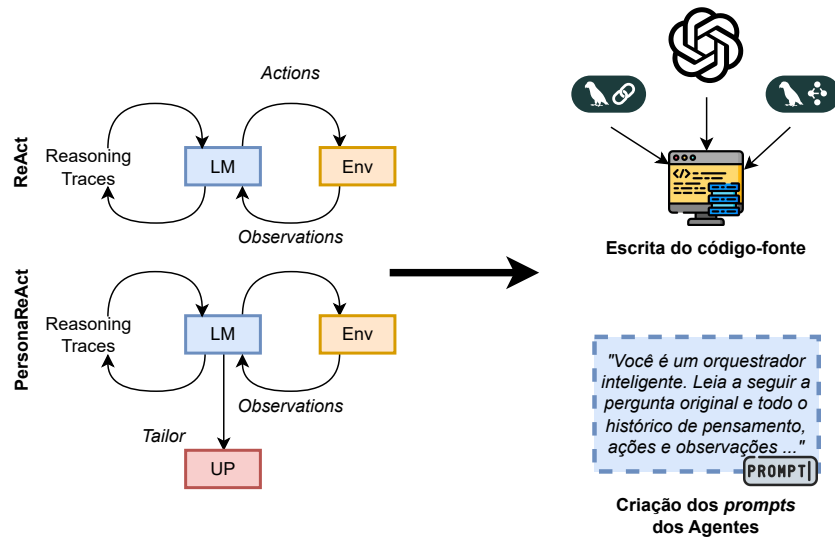 ReAct
Actions
Reasoning
Traces
LM
Env
Observations
PersonaReAct
Reasoning
Traces
LM
Env
Observations
Tailor
UP
</>
Escrita do código-fonte
"Você é um orquestrador
inteligente. Leia a seguir a
pergunta original e todo o
histórico de pensamento,
ações e observações ..."
PROMPT
Criação dos prompts
dos Agentes